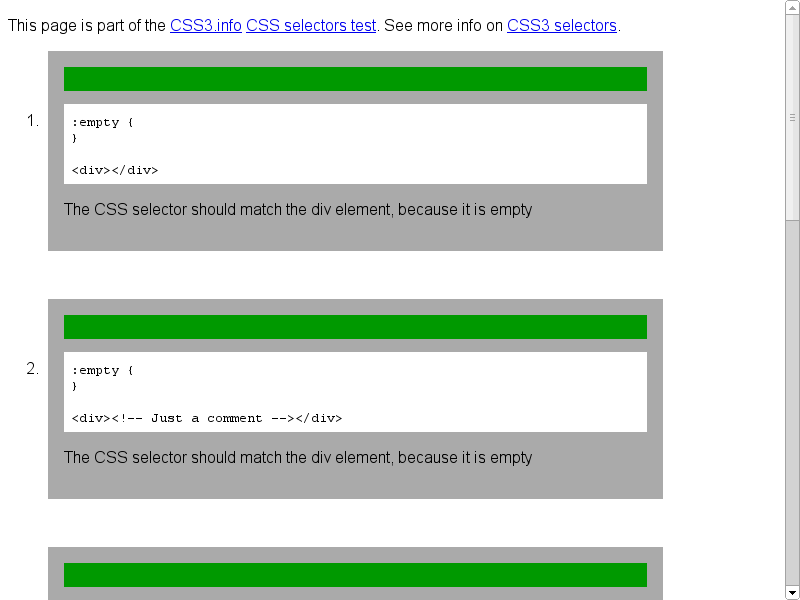 This page is part of the CSS3.info CSS selectors test. See more info on CSS3 selectors.
1.
:empty {
}
<div></div>
The CSS selector should match the div element, because it is empty
2.
:empty {
}
<div><!-- Just a comment --></div>
The CSS selector should match the div element, because it is empty